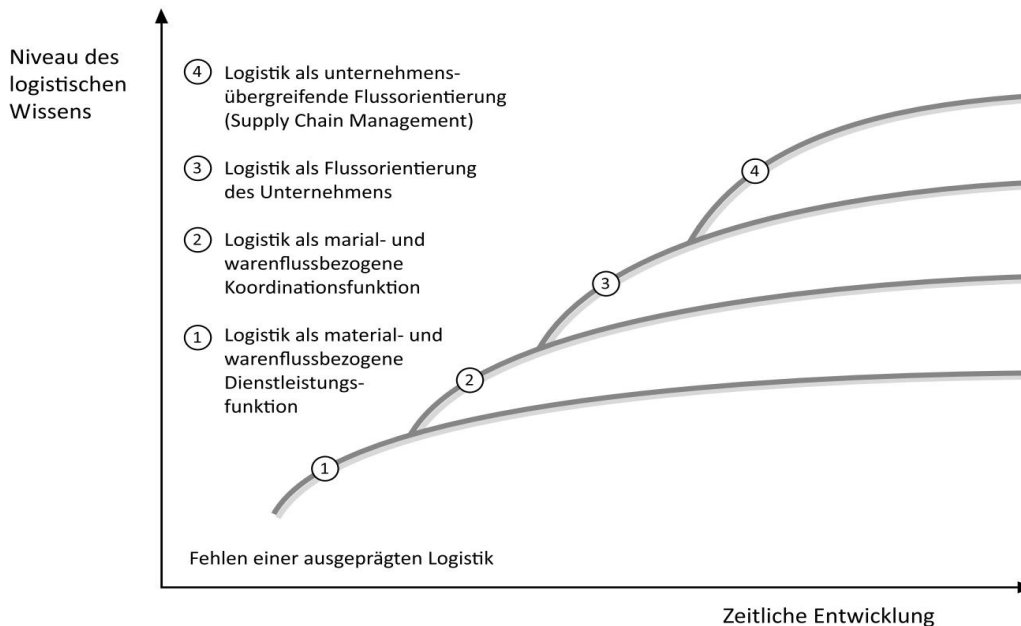 Niveau des
logistischen
Wissens
4 Logistik als unternehmens-
übergreifende Flussorientierung
(Supply Chain Management)
3 Logistik als Flussorientierung
des Unternehmens
2 Logistik als marial- und
warenflussbezogene
Koordinationsfunktion
1 Logistik als material- und
warenflussbezogene
Dienstleistungs-
funktion
4
3
2
1
Fehlen einer ausgeprägten Logistik
Zeitliche Entwicklung